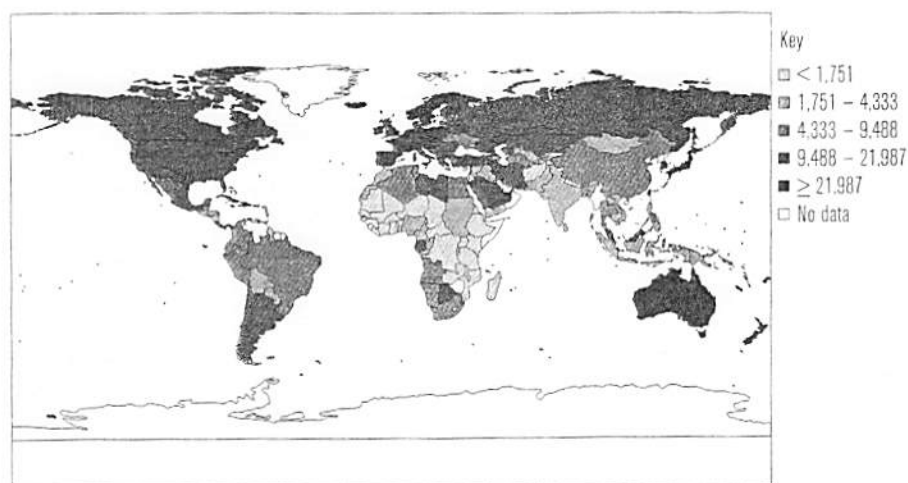 Key
< 1,751
1,751 – 4,333
4,333 – 9,488
9,488 – 21,987
≥ 21,987
No data